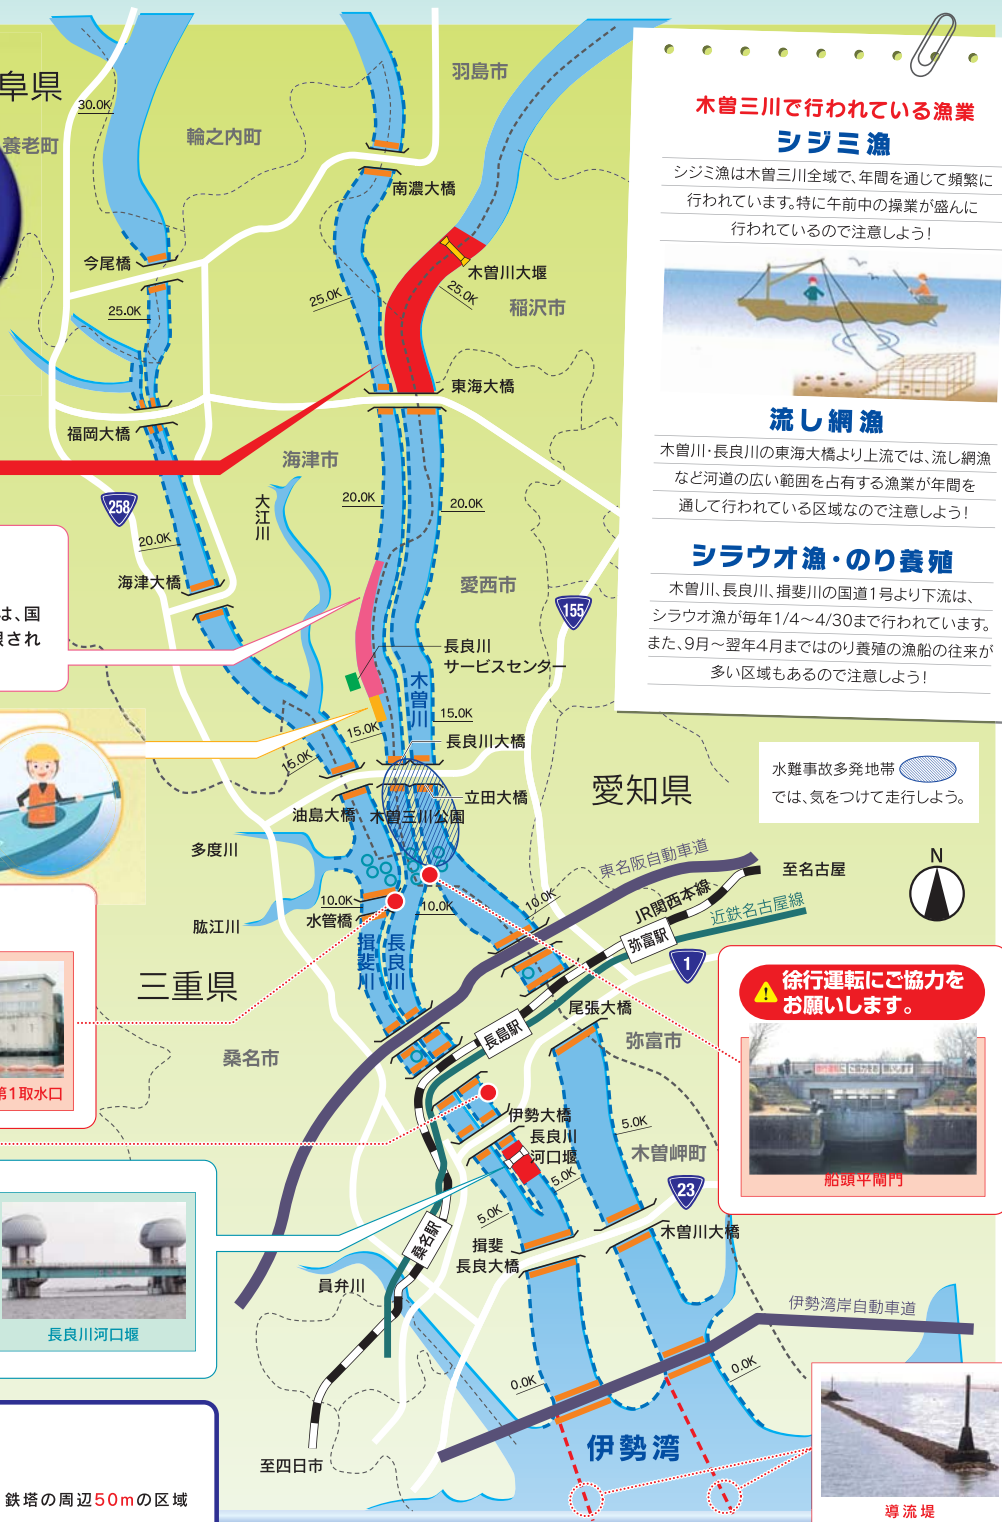 阜県
30.0K
養老町
輪之内町
羽島市
南濃大橋
今尾橋
25.0K
25.0K
木曽川大堰
25.0K
稲沢市
東海大橋
福岡大橋
海津市
258
大江川
20.0K
20.0K
20.0K
海津大橋
愛西市
155
は、国
限され
長良川
サービスセンター
木曽川
15.0K
15.0K
15.0K
長良川大橋
立田大橋
油島大橋
木曽三川公園
愛知県
多度川
10.0K
水管橋
10.0K
10.0K
肱江川
揖斐川
長良川
三重県
東名阪自動車道
至名古屋
JR関西本線
近鉄名古屋線
弥富駅
1
長島駅
尾張大橋
弥富市
桑名市
第1取水口
伊勢大橋
長良川
河口堰
5.0K
5.0K
5.0K
木曽岬町
23
木曽川大橋
桑名駅
揖斐
長良大橋
員弁川
長良川河口堰
伊勢湾岸自動車道
0.0K
0.0K
伊勢湾
至四日市
鉄塔の周辺50mの区域
木曽三川で行われている漁業
シジミ漁
シジミ漁は木曽三川全域で、年間を通じて頻繁に
行われています。特に午前中の操業が盛んに
行われているので注意しよう！
流し網漁
木曽川・長良川の東海大橋より上流では、流し網漁
など河道の広い範囲を占有する漁業が年間を
通して行われている区域なので注意しよう！
シラウオ漁・のり養殖
木曽川、長良川、揖斐川の国道1号より下流は、
シラウオ漁が毎年1/4～4/30まで行われています。
また、9月～翌年4月まではのり養殖の漁船の往来が
多い区域もあるので注意しよう！
水難事故多発地帯
では、気をつけて走行しよう。
N
徐行運転にご協力を
お願いします。
船頭平閘門
導流堤